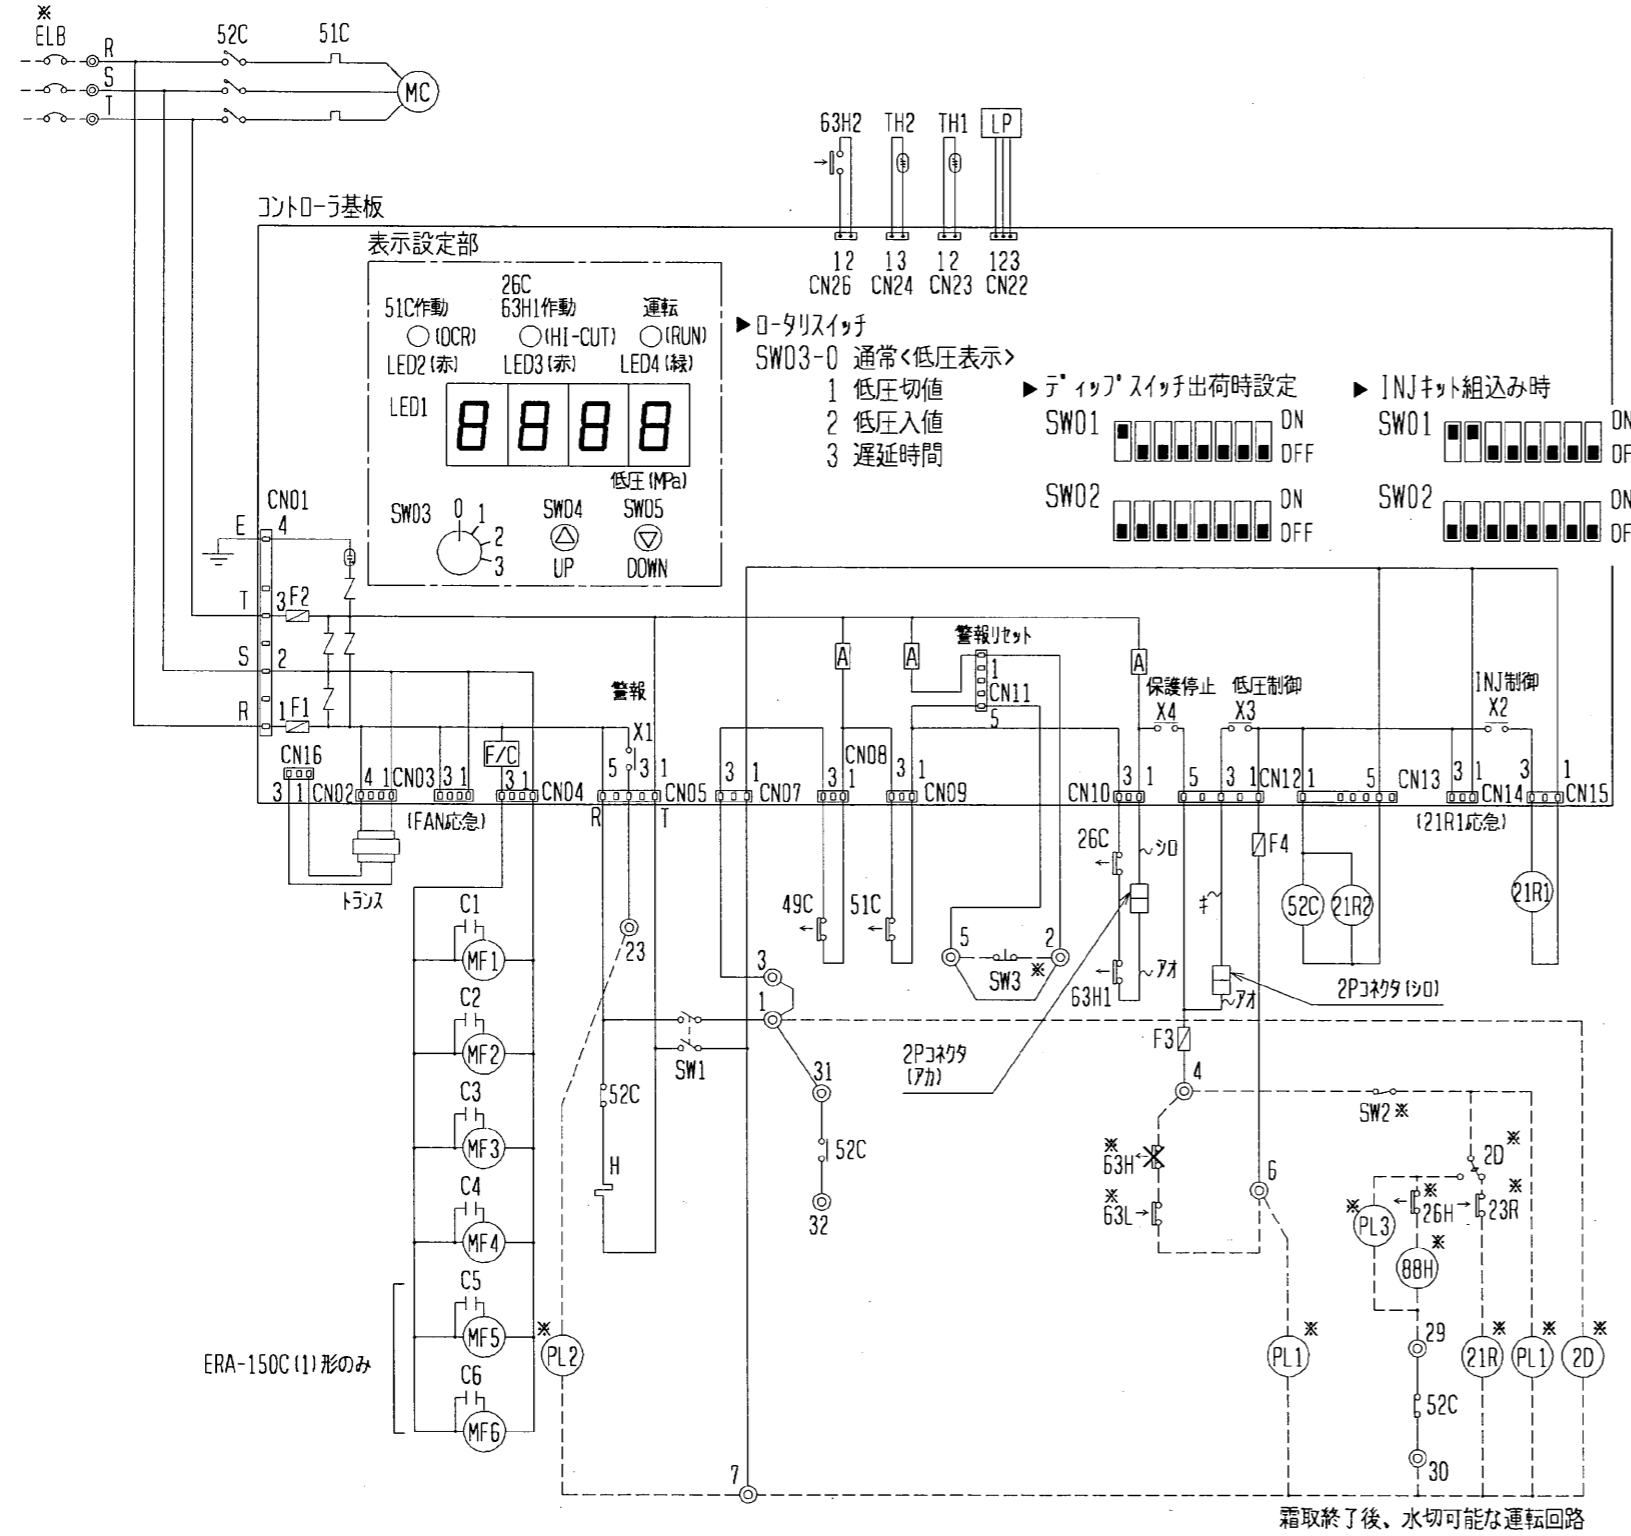 ※
ELB
R
S
T
52C
51C
MC
63H2
TH2
TH1
LP
12
13
12
123
CN26
CN24
CN23
CN22
コントローラ基板
表示設定部
26C
51C作動
63H1作動
運転
(OCR)
(HI-CUT)
(RUN)
LED2(赤)
LED3(赤)
LED4(緑)
LED1
8888
低圧(MPa)
SW03
0
1
2
3
SW04
UP
SW05
DOWN
▶ロータリスイッチ
SW03-0 通常<低圧表示>
1 低圧切値
2 低圧入値
3 遅延時間
▶ディップスイッチ出荷時設定
SW01
ON
OFF
SW02
ON
OFF
▶INJキット組込み時
SW01
ON
OF
SW02
ON
OF
CN01
E
4
T
3
F2
S
2
R
1
F1
警報
X1
警報リセット
A
A
A
1
CN11
5
保護停止
X4
低圧制御
X3
INJ制御
X2
CN16
3 1
CN02
4 1
CN03
3 1
F/C
3 1
CN04
5 3 1
CN05
3 1
CN07
3 1
CN08
3 1
CN09
CN10
3 1
5 3 1
CN12
1 5
CN13
3 1
CN14
3 1
CN15
(FAN応急)
R
T
(21R1応急)
トランス
26C
シロ
F4
キ
52C
21R2
21R1
C1
MF1
C2
MF2
C3
MF3
C4
MF4
C5
MF5
C6
MF6
ERA-150C(1)形のみ
23
49C
51C
5
2
SW3
※
63H1
アオ
アオ
2Pコネクタ(シロ)
3
1
SW1
2Pコネクタ
(アカ)
F3
4
52C
31
52C
32
H
SW2※
※
63H
※
63L
6
2D
※
※
PL3
※
26H
※
23R
※
88H
29
52C
30
※
PL2
※
PL1
※
21R
※
PL1
※
2D
7
霜取終了後、水切可能な運転回路